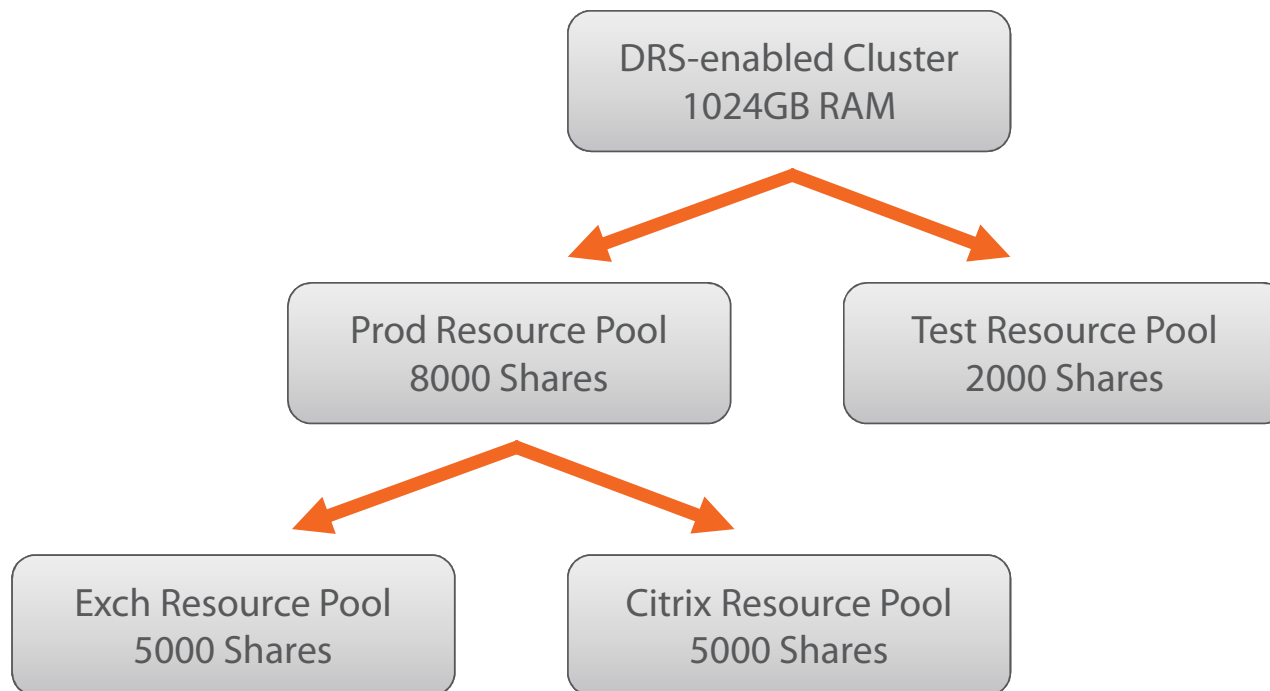 DRS-enabled Cluster
1024GB RAM
Prod Resource Pool
8000 Shares
Test Resource Pool
2000 Shares
Exch Resource Pool
5000 Shares
Citrix Resource Pool
5000 Shares